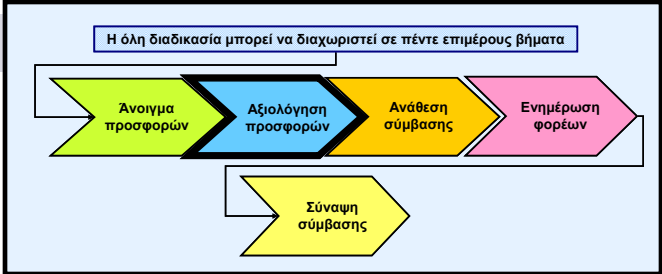 Η όλη διαδικασία μπορεί να διαχωριστεί σε πέντε επιμέρους βήματα
Άνοιγμα
προσφορών
Αξιολόγηση
προσφορών
Ανάθεση
σύμβασης
Ενημέρωση
φορέων
Σύναψη
σύμβασης